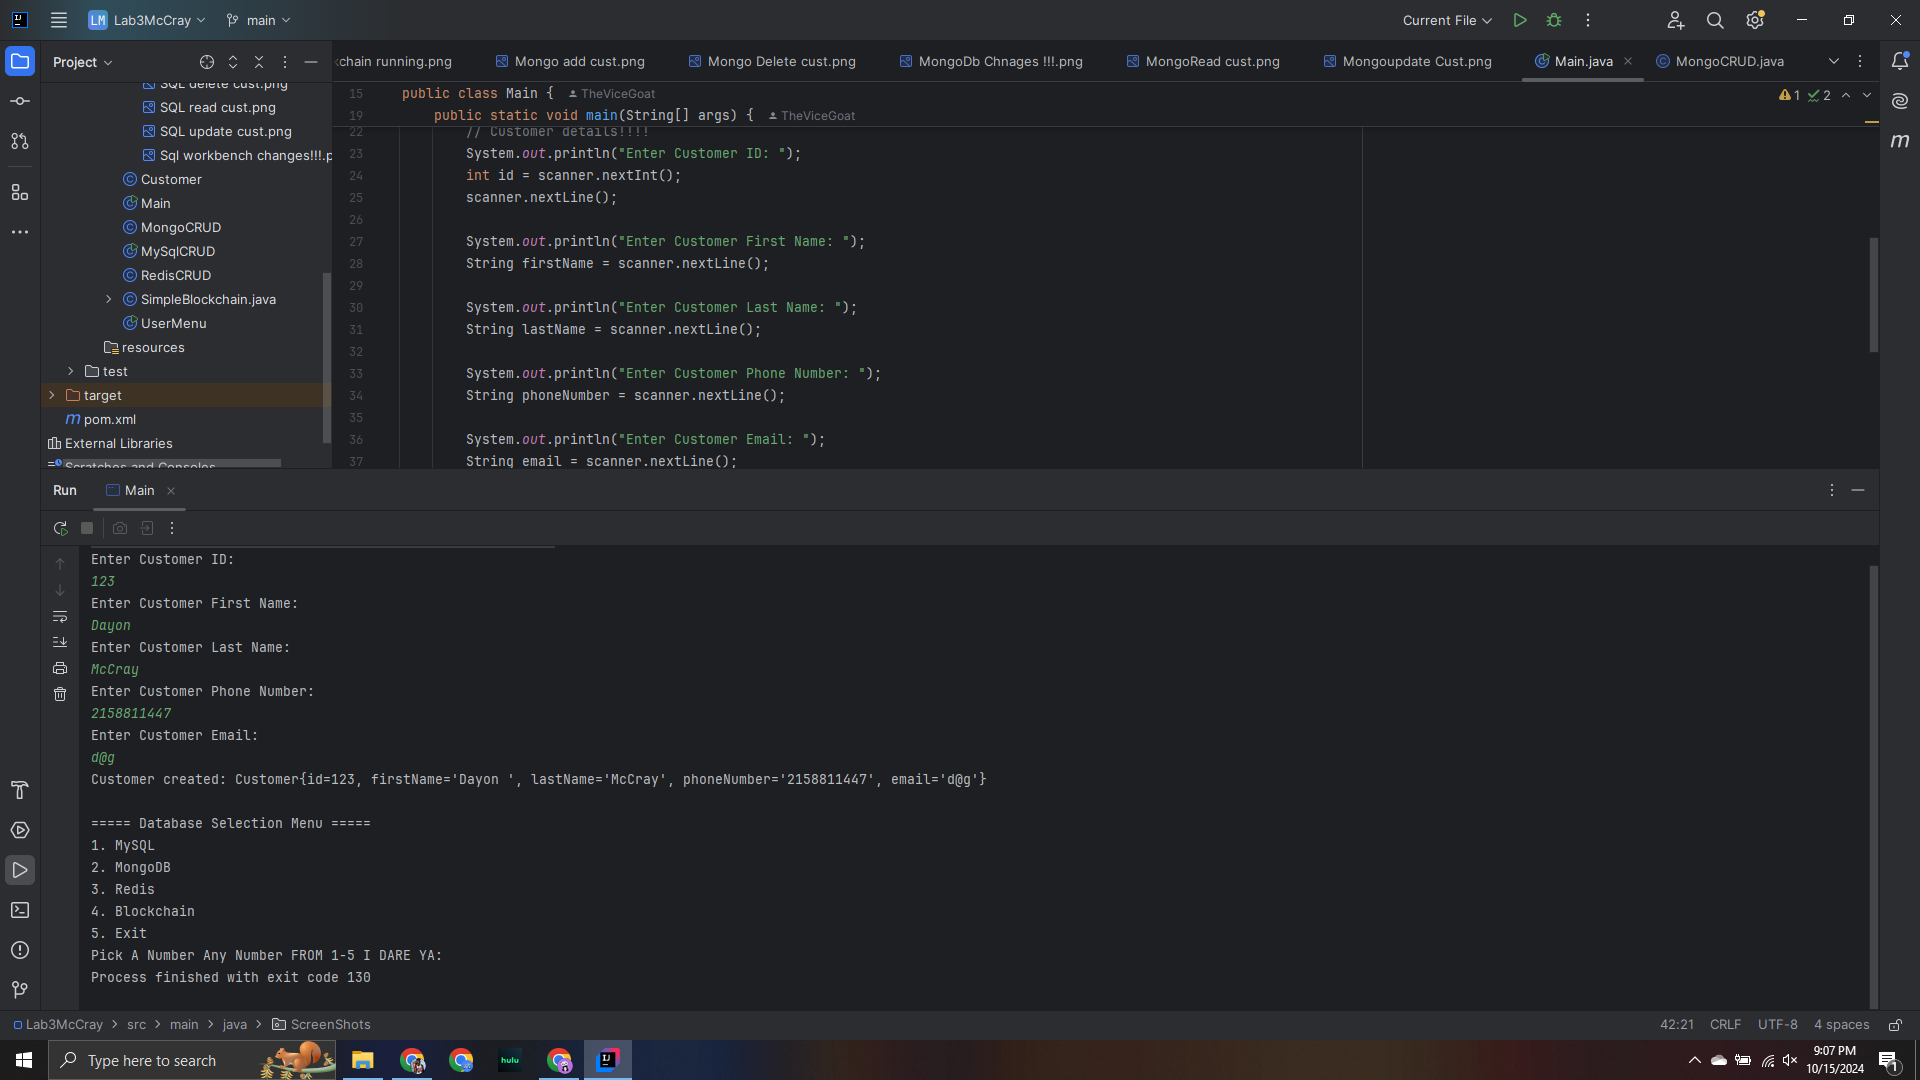 LM Lab3McCray main Current File
Project
chain running.png Mongo add cust.png Mongo Delete cust.png MongoDb Chnages !!!.png MongoRead cust.png Mongoupdate Cust.png Main.java MongoCRUD.java
SQL delete cust.png
SQL read cust.png
SQL update cust.png
Sql workbench changes!!!.p
Customer
Main
MongoCRUD
MySqlCRUD
RedisCRUD
SimpleBlockchain.java
UserMenu
resources
test
target
pom.xml
External Libraries
Scratches and Consoles
15 public class Main { TheViceGoat
19 public static void main(String[] args) { TheViceGoat
22 // Customer details!!!!
23 System.out.println("Enter Customer ID: ");
24 int id = scanner.nextInt();
25 scanner.nextLine();
26
27 System.out.println("Enter Customer First Name: ");
28 String firstName = scanner.nextLine();
29
30 System.out.println("Enter Customer Last Name: ");
31 String lastName = scanner.nextLine();
32
33 System.out.println("Enter Customer Phone Number: ");
34 String phoneNumber = scanner.nextLine();
35
36 System.out.println("Enter Customer Email: ");
37 String email = scanner.nextLine();
1 2
Run Main
Enter Customer ID:
123
Enter Customer First Name:
Dayon
Enter Customer Last Name:
McCray
Enter Customer Phone Number:
2158811447
Enter Customer Email:
d@g
Customer created: Customer{id=123, firstName='Dayon ', lastName='McCray', phoneNumber='2158811447', email='d@g'}
===== Database Selection Menu =====
1. MySQL
2. MongoDB
3. Redis
4. Blockchain
5. Exit
Pick A Number Any Number FROM 1-5 I DARE YA:
Process finished with exit code 130
Lab3McCray > src > main > java > ScreenShots 42:21 CRLF UTF-8 4 spaces
Type here to search hulu 9:07 PM
10/15/2024
1